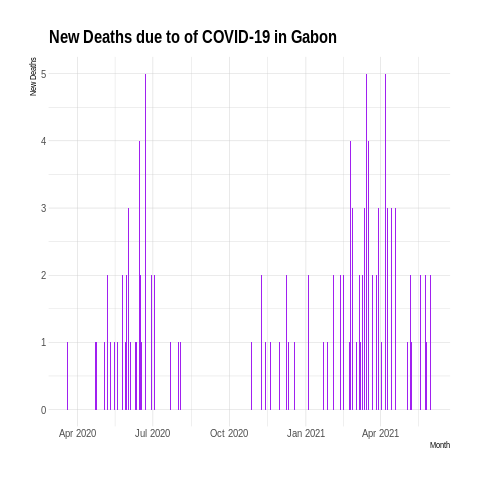 New Deaths due to of COVID-19 in Gabon
New Deaths
5
4
3
2
1
0
Apr 2020 Jul 2020 Oct 2020 Jan 2021 Apr 2021
Month